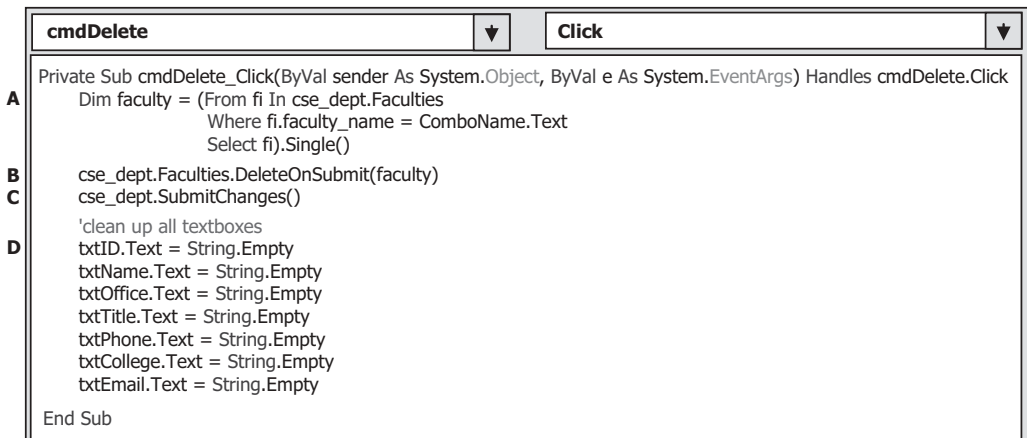 cmdDelete Click
Private Sub cmdDelete_Click(ByVal sender As System.Object, ByVal e As System.EventArgs) Handles cmdDelete.Click
A Dim faculty = (From fi In cse_dept.Faculties
Where fi.faculty_name = ComboName.Text
Select fi).Single()
B cse_dept.Faculties.DeleteOnSubmit(faculty)
C cse_dept.SubmitChanges()
'clean up all textboxes
D txtID.Text = String.Empty
txtName.Text = String.Empty
txtOffice.Text = String.Empty
txtTitle.Text = String.Empty
txtPhone.Text = String.Empty
txtCollege.Text = String.Empty
txtEmail.Text = String.Empty
End Sub